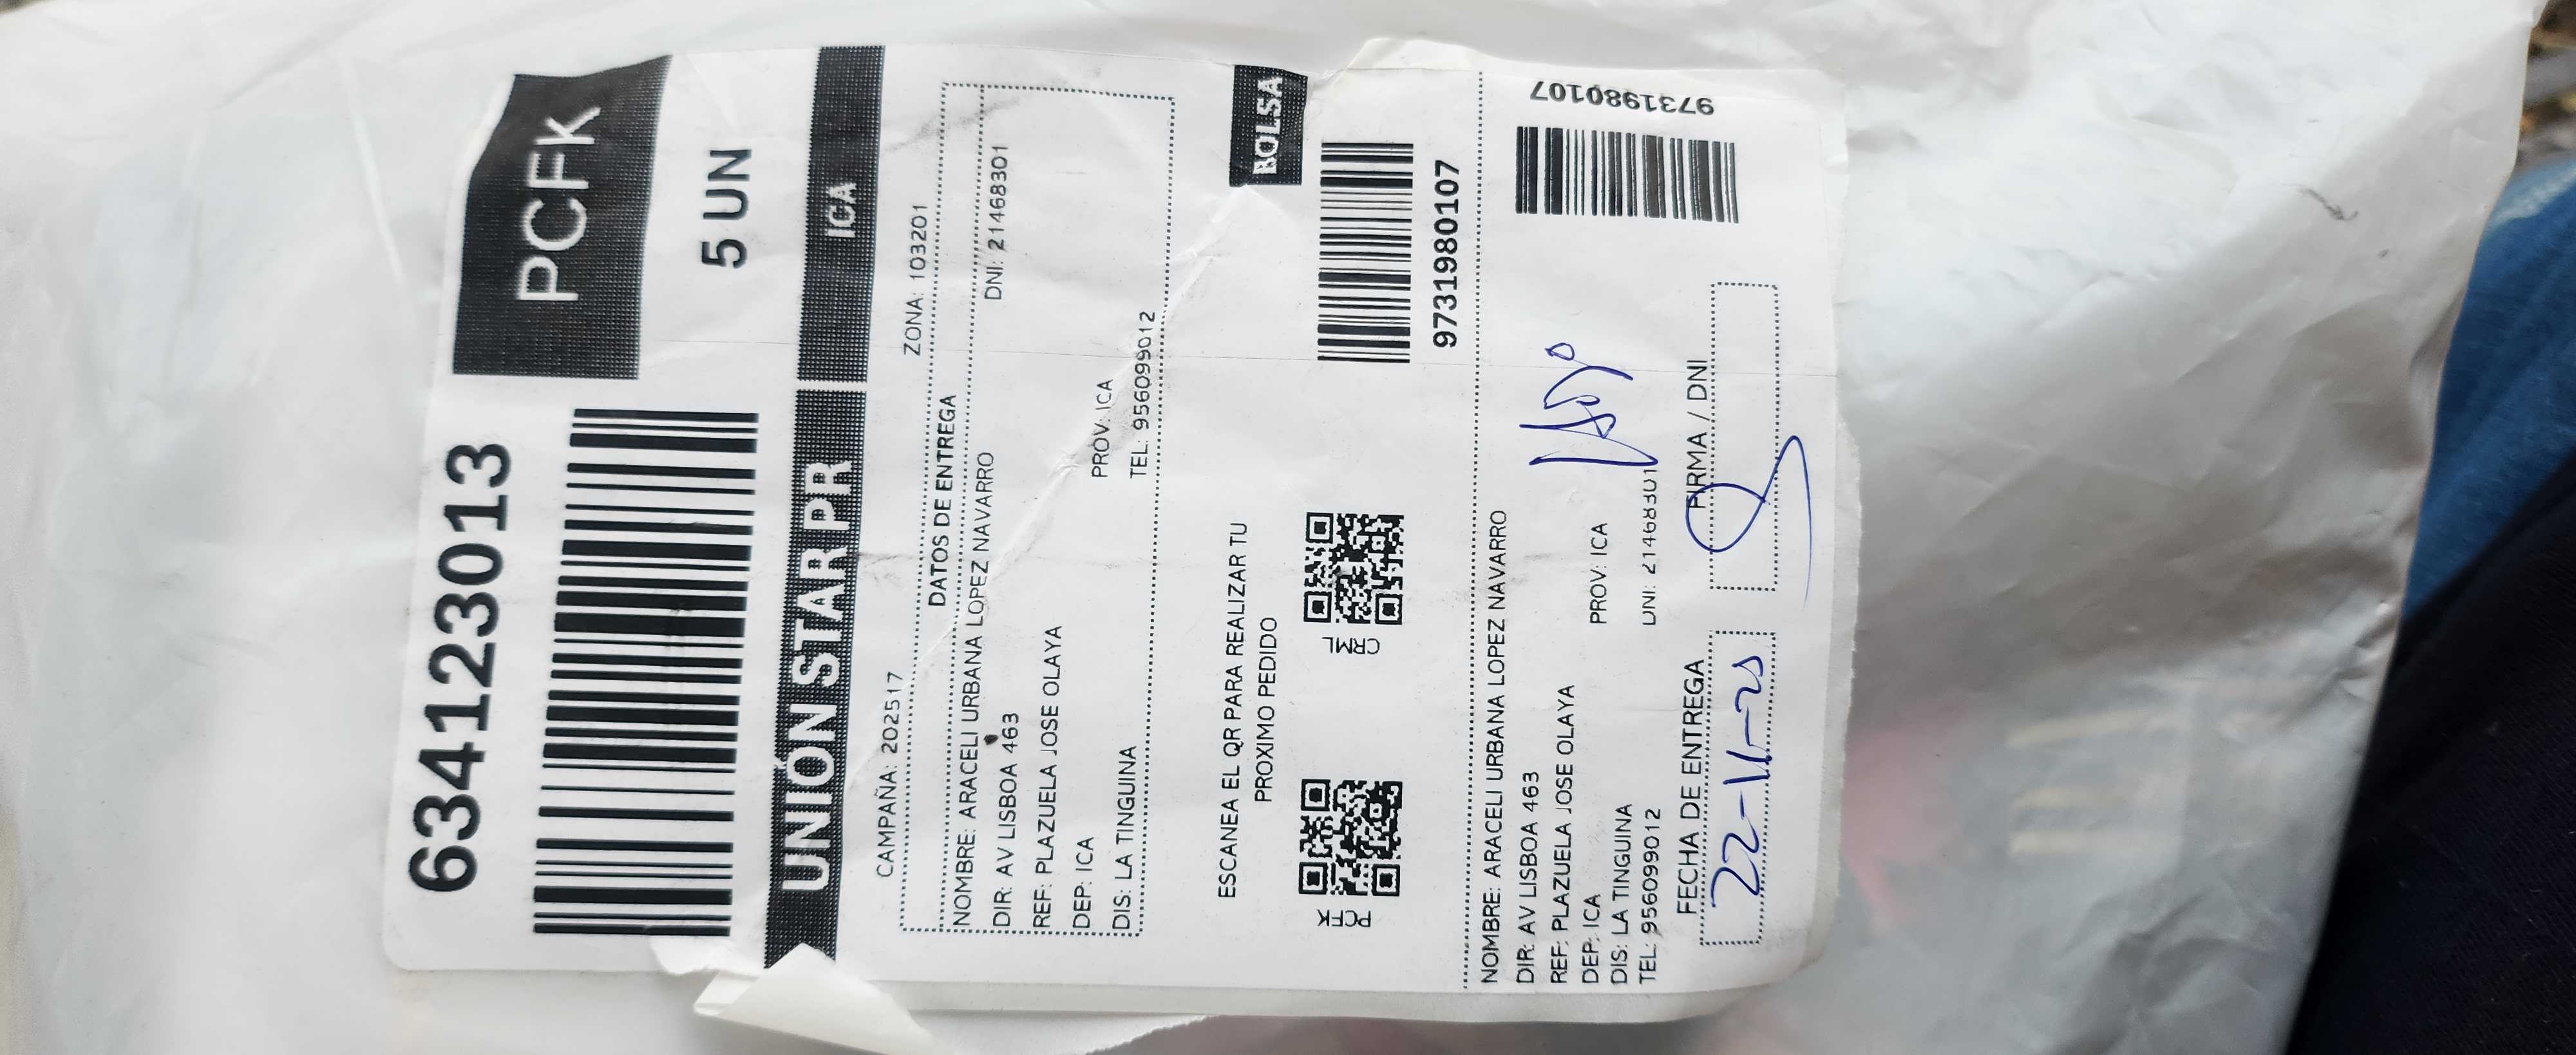 634123013
PCFK
5 UN
UNIÓN STAR PR
ICA
CAMPAÑA: 202517
ZONA: 103201
DATOS DE ENTREGA
NOMBRE: ARACELI URBANA LOPEZ NAVARRO
DIR: AV LISBOA 463
DNI: 21468301
REF: PLAZUELA JOSE OLAYA
DEP: ICA
PROV: ICA
DIS: LA TINGUINA
TEL: 956099012
ESCANEA EL QR PARA REALIZAR TU
PROXIMO PEDIDO
BOLSA
PCFK
CRML
9731980107
NOMBRE: ARACELI URBANA LOPEZ NAVARRO
DIR: AV LISBOA 463
REF: PLAZUELA JOSE OLAYA
DEP: ICA
PROV: ICA
DIS: LA TINGUINA
TEL: 956099012
DNI: 21468301
9731980107
FECHA DE ENTREGA
FIRMA / DNI
22-11-25